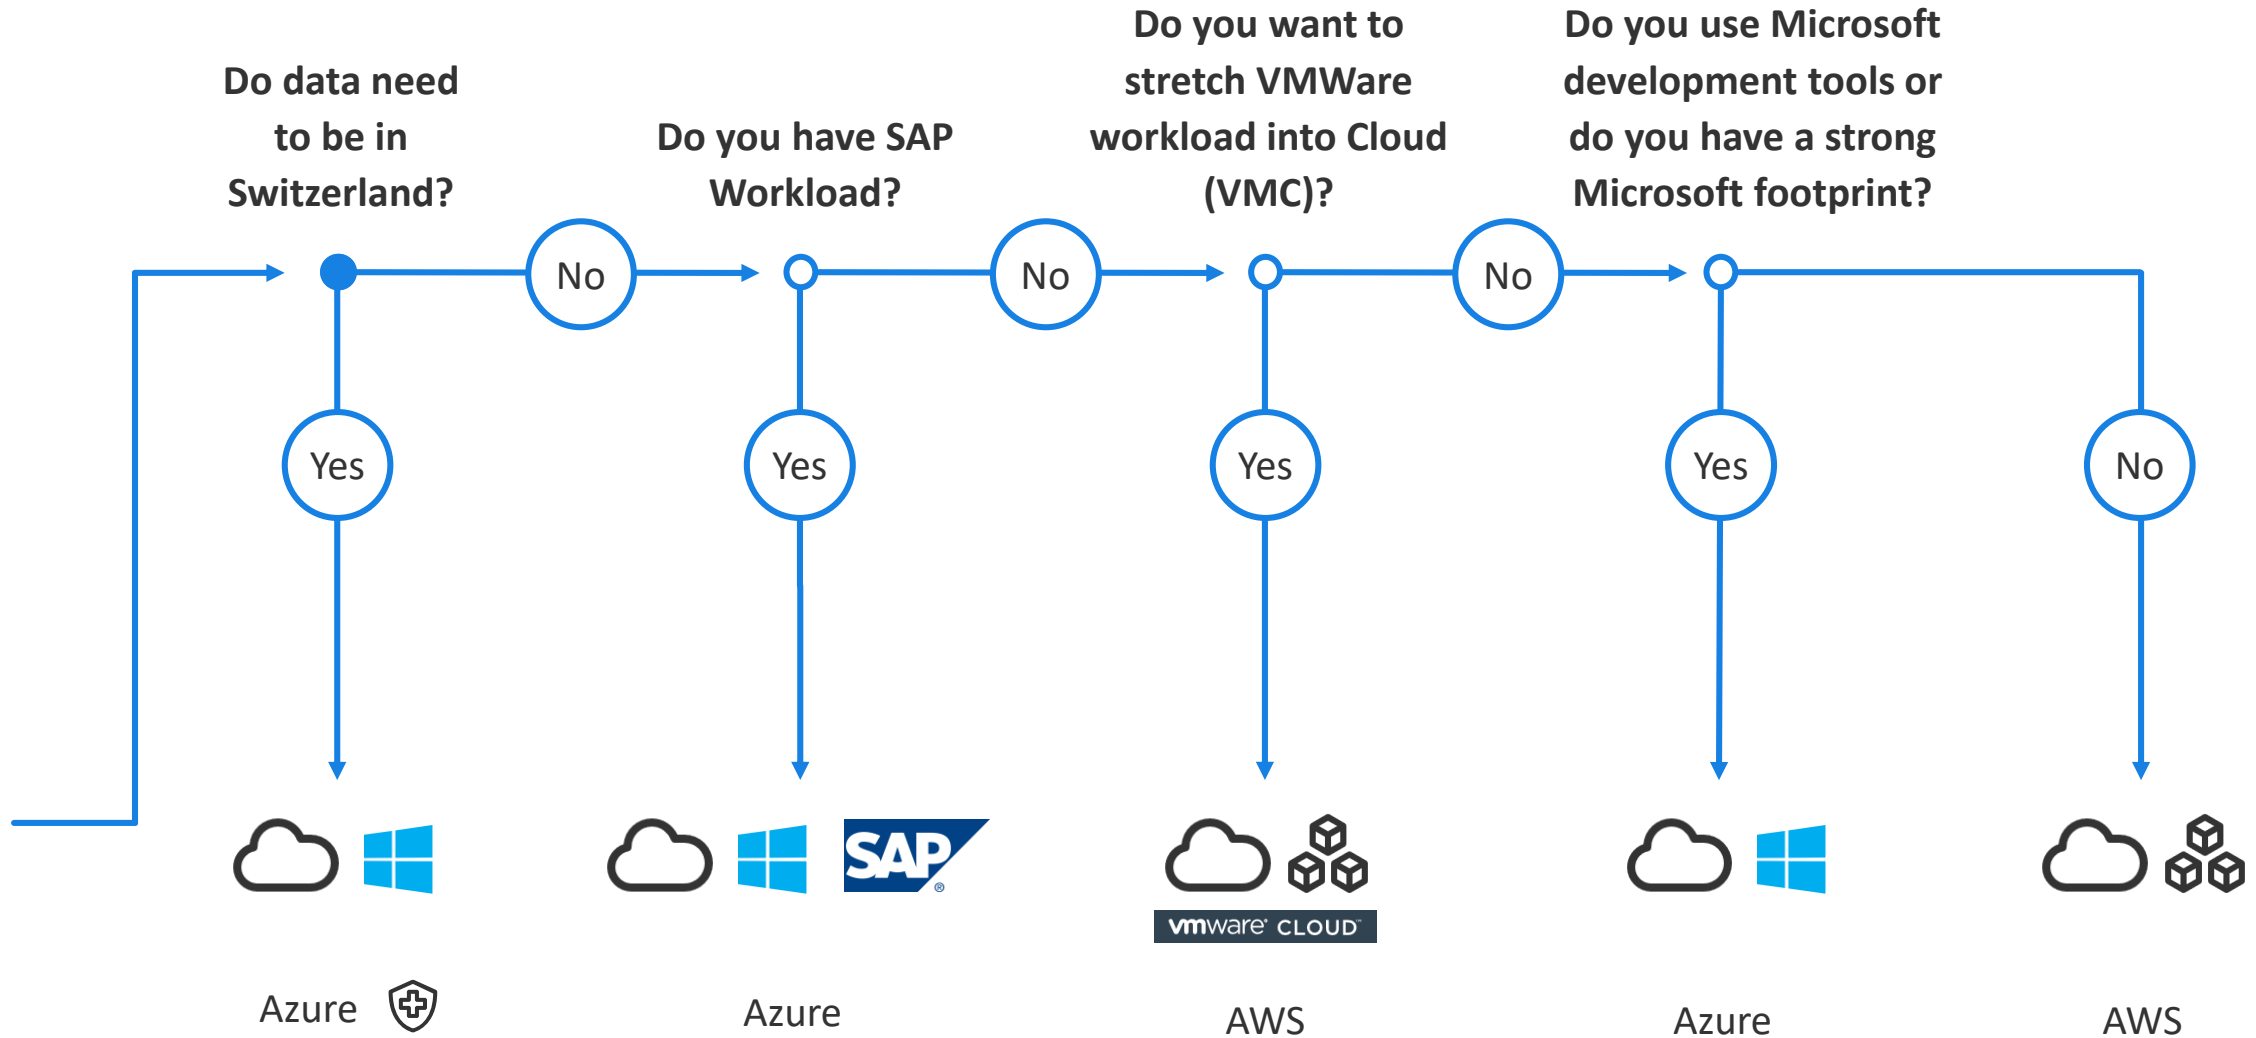 Do data need
to be in
Switzerland?
Do you have SAP
Workload?
Do you want to
stretch VMWare
workload into Cloud
(VMC)?
Do you use Microsoft
development tools or
do you have a strong
Microsoft footprint?
No
No
No
Yes
Yes
Yes
Yes
No
SAP®
vmware® CLOUD™
Azure
Azure
AWS
Azure
AWS